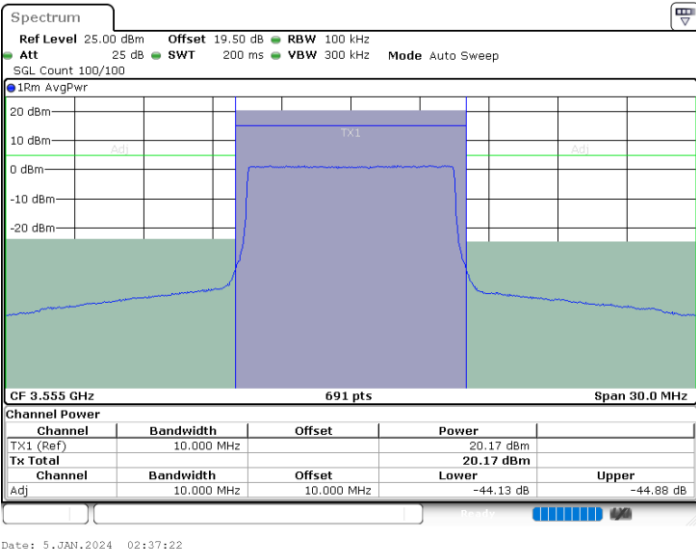 Spectrum
Ref Level 25.00 dBm Offset 19.50 dB RBW 100 kHz
Att 25 dB SWT 200 ms VBW 300 kHz Mode Auto Sweep
SGL Count 100/100
1Rm AvgPwr
20 dBm
TX1
10 dBm
Adj Adj
0 dBm
-10 dBm
-20 dBm
CF 3.555 GHz 691 pts Span 30.0 MHz
Channel Power
Channel Bandwidth Offset Power
TX1 (Ref) 10.000 MHz 20.17 dBm
Tx Total 20.17 dBm
Channel Bandwidth Offset Lower Upper
Adj 10.000 MHz 10.000 MHz -44.13 dB -44.88 dB
Ready
Date: 5.JAN.2024 02:37:22